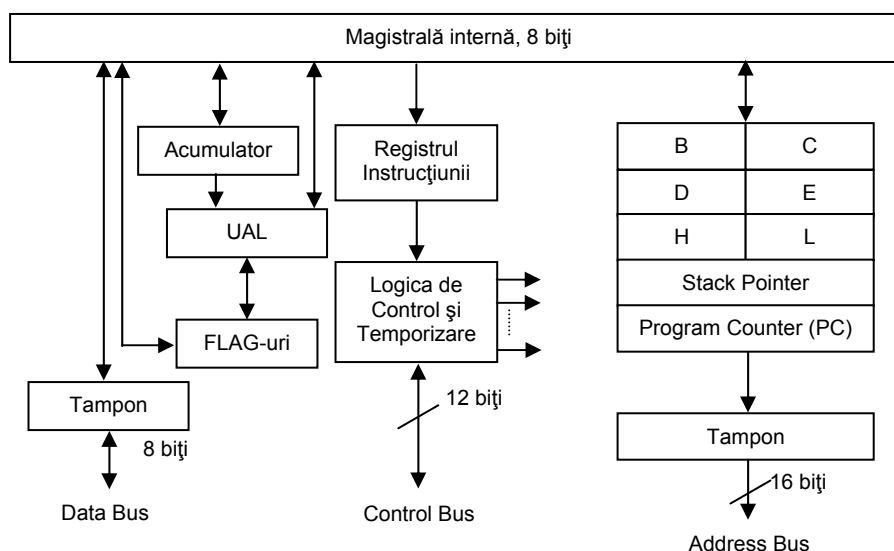 Magistrală internă, 8 biţi
Acumulator
UAL
FLAG-uri
Tampon
8 biţi
Data Bus
Registrul
Instrucţiunii
Logica de
Control şi
Temporizare
12 biţi
Control Bus
B
C
D
E
H
L
Stack Pointer
Program Counter (PC)
Tampon
16 biţi
Address Bus